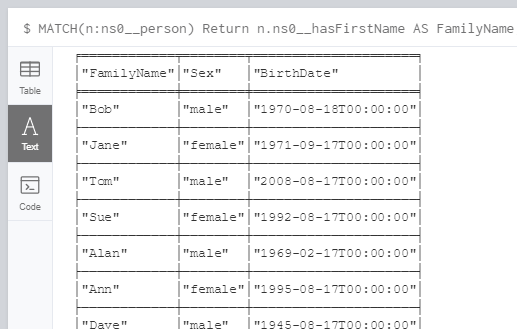 $ MATCH(n:ns0__person) Return n.ns0__hasFirstName AS FamilyName
Table
Text
Code
"FamilyName" "Sex" "BirthDate"
"Bob" "male" "1970-08-18T00:00:00"
"Jane" "female" "1971-09-17T00:00:00"
"Tom" "male" "2008-08-17T00:00:00"
"Sue" "female" "1992-08-17T00:00:00"
"Alan" "male" "1969-02-17T00:00:00"
"Ann" "female" "1995-08-17T00:00:00"
"Dave" "male" "1945-08-17T00:00:00"